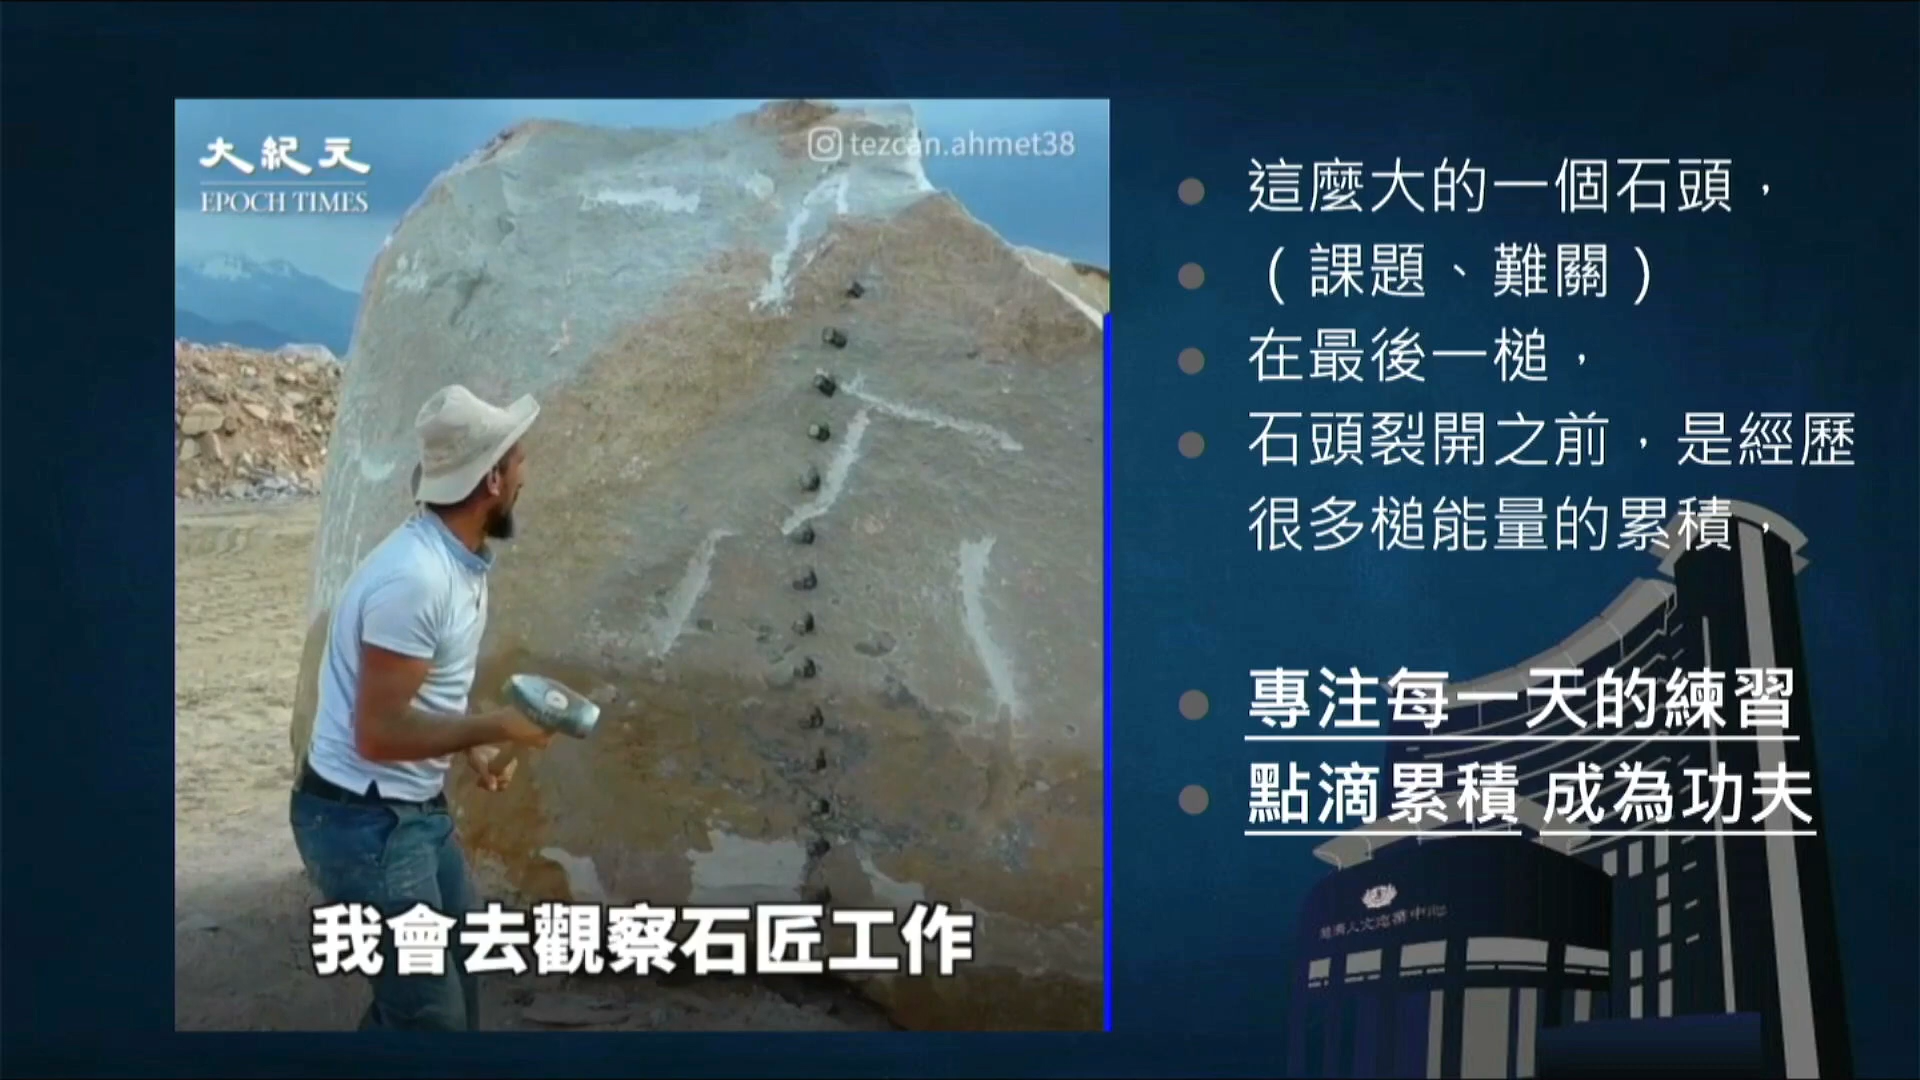 大紀元
EPOCH TIMES
tezcan.ahmet38
我會去觀察石匠工作
這麼大的一個石頭，
（課題、難關）
在最後一槌，
石頭裂開之前，是經歷
很多槌能量的累積，
專注每一天的練習
點滴累積 成為功夫